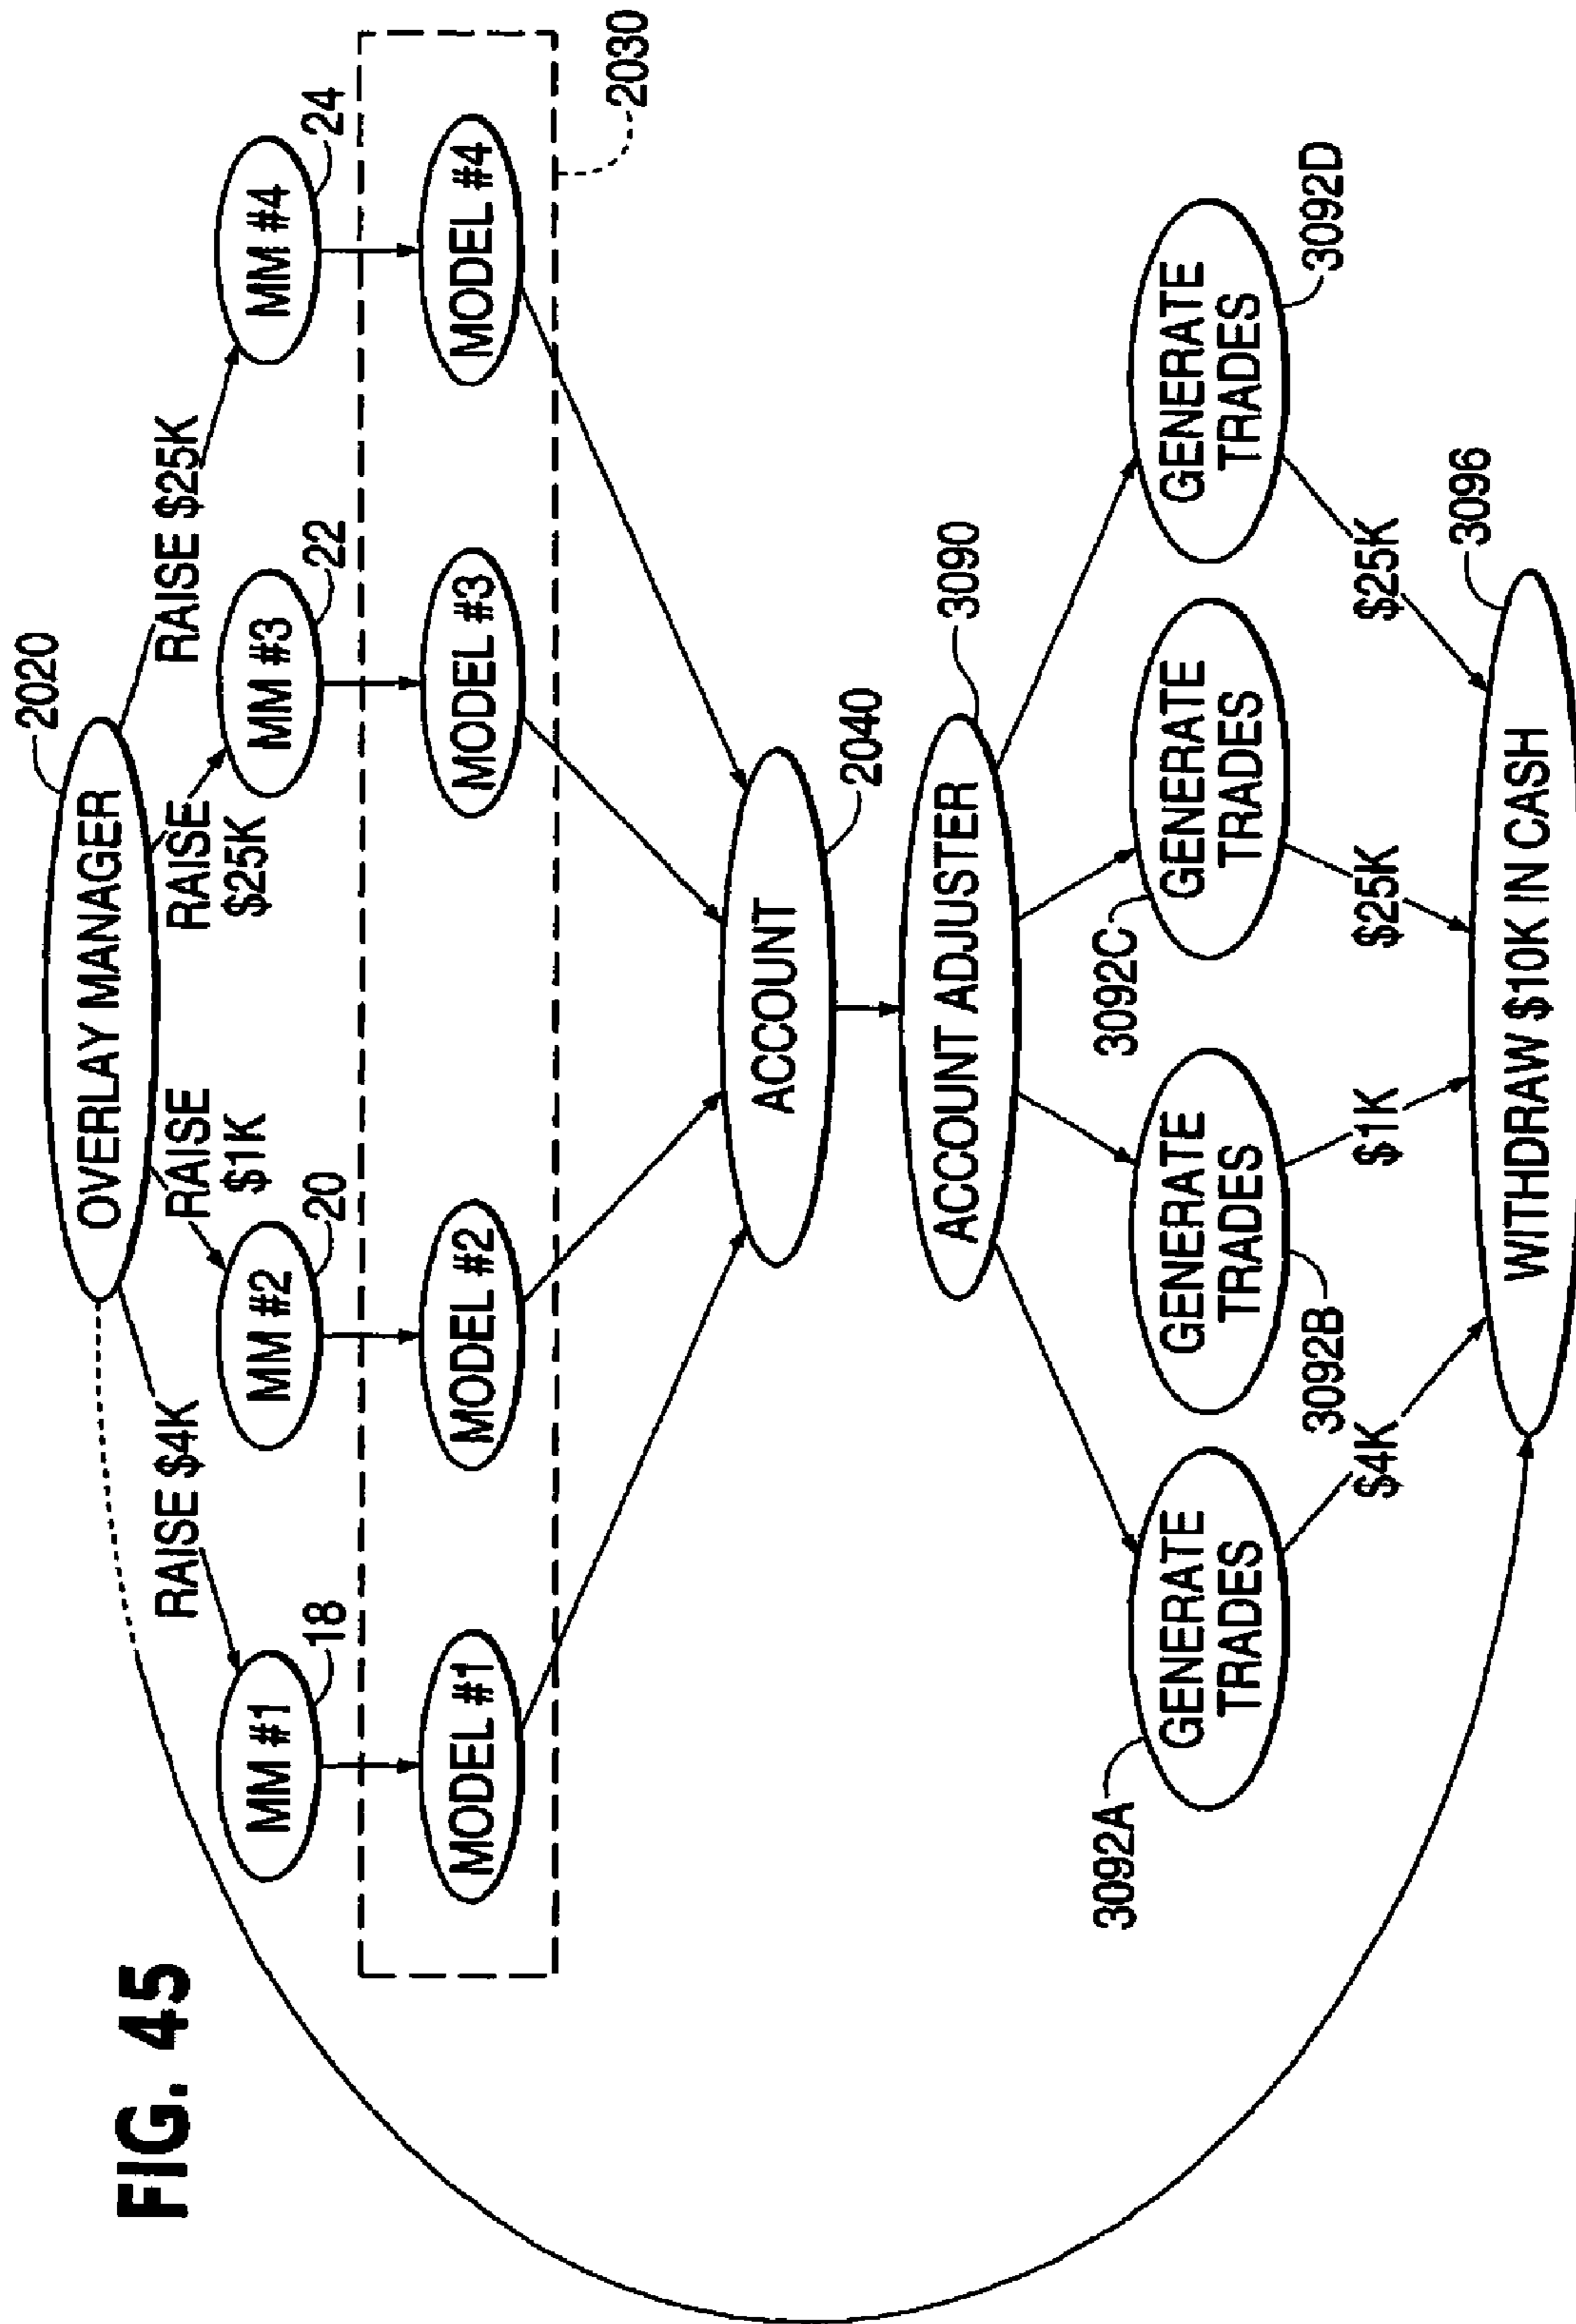 FIG. 45
OVERLAY MANAGER
2020
RAISE $4K
RAISE
$1K
RAISE
$25K
RAISE $25K
MM #1
18
MM #2
20
MM #3
22
MM #4
24
MODEL #1
MODEL #2
MODEL #3
MODEL #4
2030
ACCOUNT
2040
ACCOUNT ADJUSTER
3090
3092A
GENERATE
TRADES
GENERATE
TRADES
3092B
3092C
GENERATE
TRADES
GENERATE
TRADES
3092D
$4K
$1K
$25K
$25K
WITHDRAW $10K IN CASH
3096